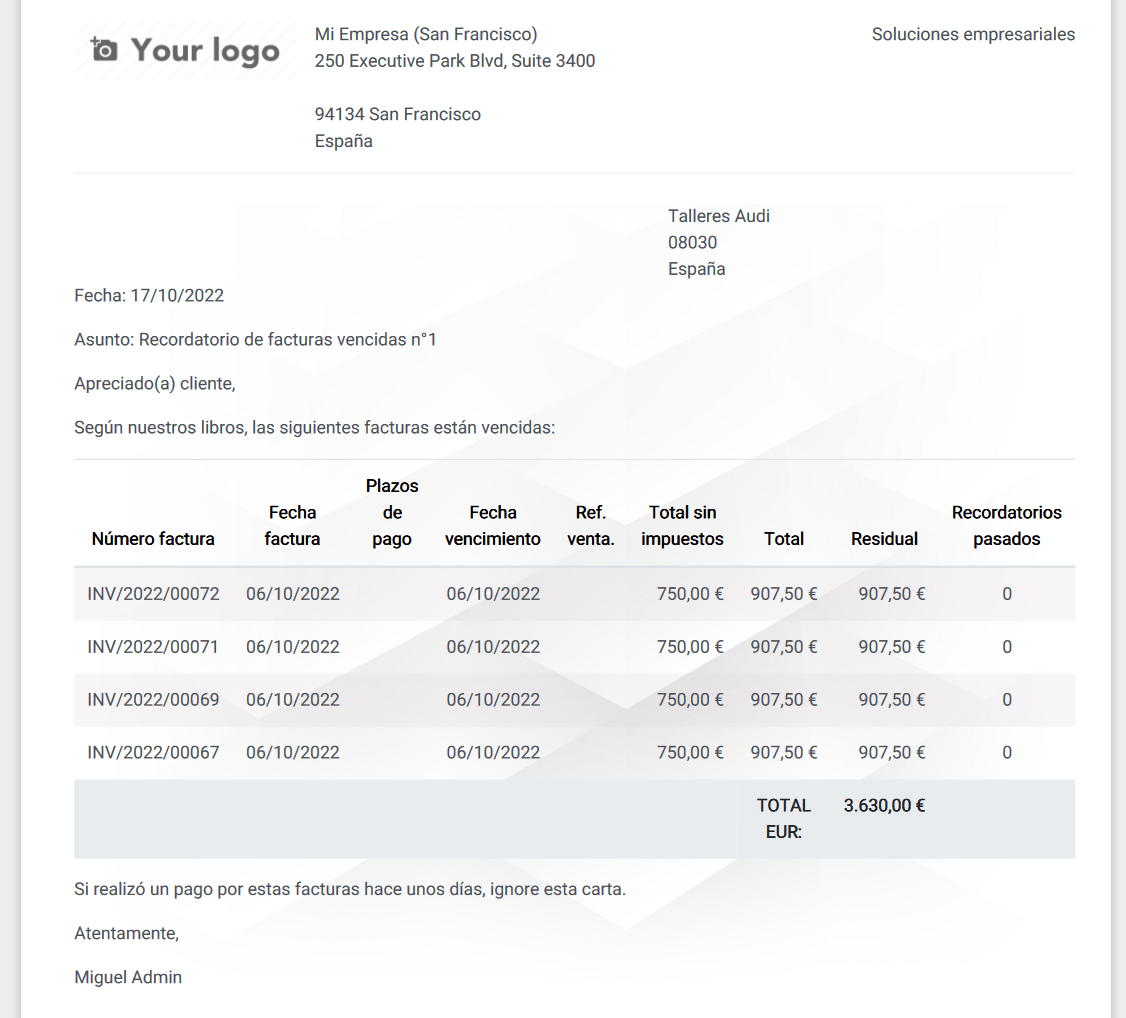 Your logo
Mi Empresa (San Francisco)
250 Executive Park Blvd, Suite 3400
94134 San Francisco
España
Soluciones empresariales
Talleres Audi
08030
España
Fecha: 17/10/2022
Asunto: Recordatorio de facturas vencidas n°1
Apreciado(a) cliente,
Según nuestros libros, las siguientes facturas están vencidas:
Número factura Fecha factura Plazos de pago Fecha vencimiento Ref. venta. Total sin impuestos Total Residual Recordatorios pasados
INV/2022/00072 06/10/2022 06/10/2022 750,00 € 907,50 € 907,50 € 0
INV/2022/00071 06/10/2022 06/10/2022 750,00 € 907,50 € 907,50 € 0
INV/2022/00069 06/10/2022 06/10/2022 750,00 € 907,50 € 907,50 € 0
INV/2022/00067 06/10/2022 06/10/2022 750,00 € 907,50 € 907,50 € 0
TOTAL EUR: 3.630,00 €
Si realizó un pago por estas facturas hace unos días, ignore esta carta.
Atentamente,
Miguel Admin